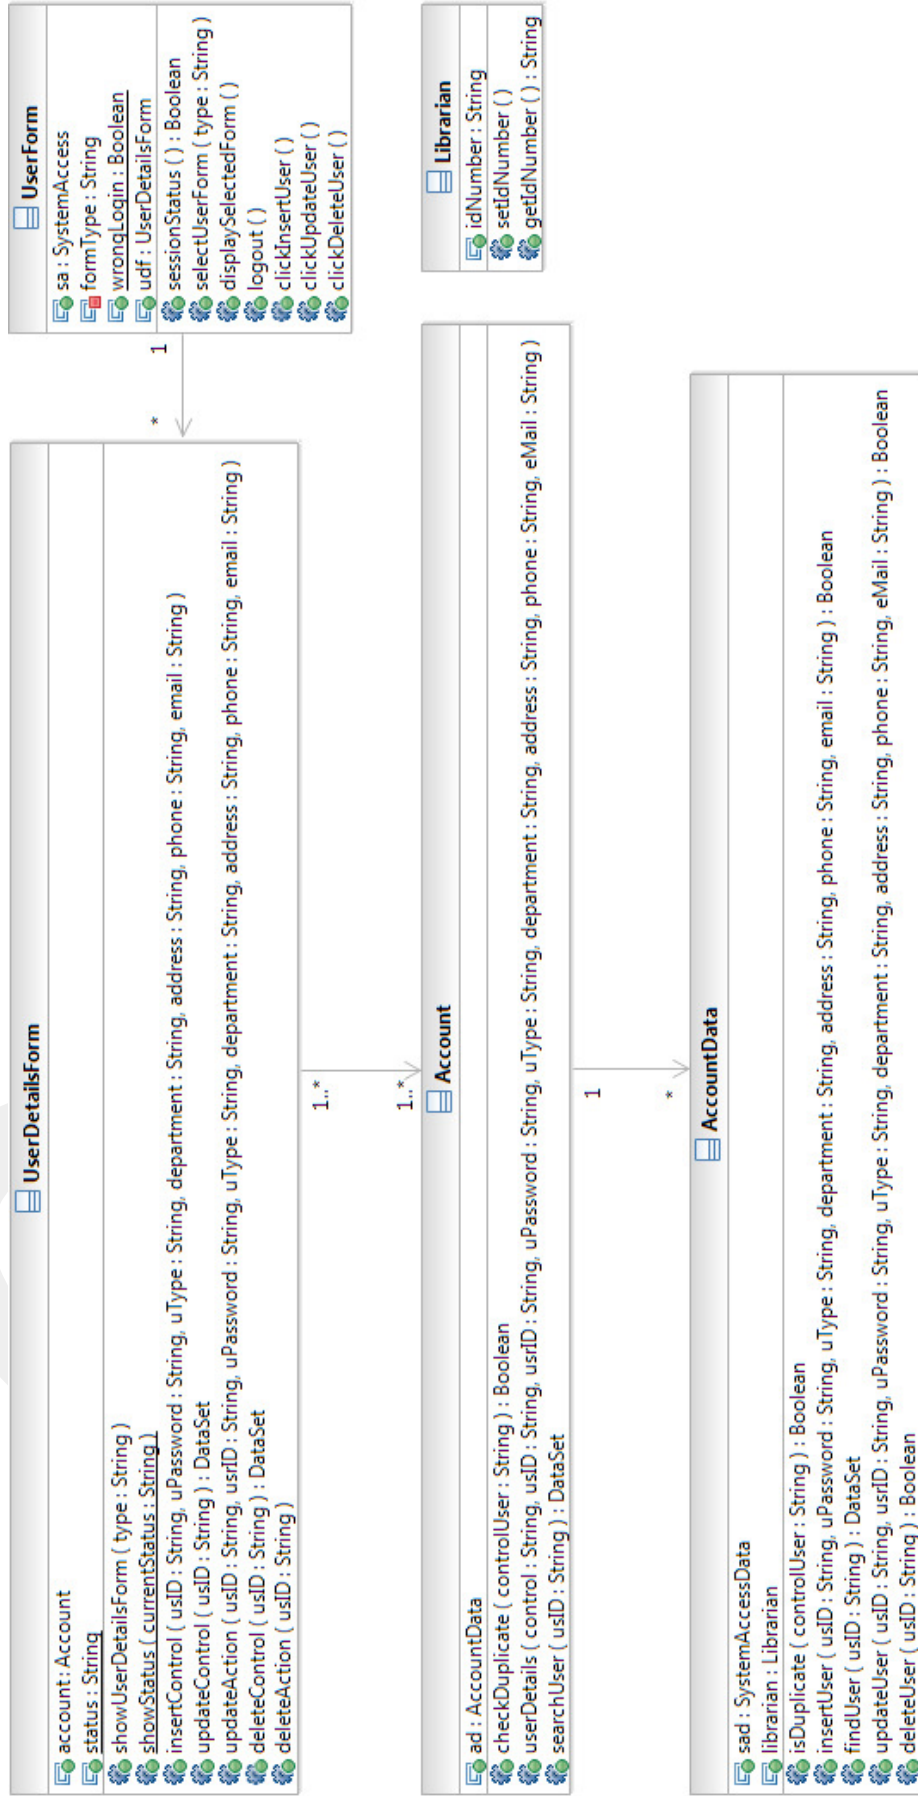 UserDetailsForm
account : Account
status : String
showUserDetailsForm ( type : String )
showStatus ( currentStatus : String )
insertControl ( usID : String, uPassword : String, uType : String, department : String, address : String, phone : String, email : String )
updateControl ( usID : String ) : DataSet
updateAction ( usID : String, usrID : String, uPassword : String, uType : String, department : String, address : String, phone : String, email : String )
deleteControl ( usID : String ) : DataSet
deleteAction ( usID : String )
*
1
UserForm
sa : SystemAccess
formType : String
wrongLogin : Boolean
udf : UserDetailsForm
sessionStatus ( ) : Boolean
selectUserForm ( type : String )
displaySelectedForm ( )
logout ( )
clickInsertUser ( )
clickUpdateUser ( )
clickDeleteUser ( )
1..*
1..*
Account
ad : AccountData
checkDuplicate ( controlUser : String ) : Boolean
userDetails ( control : String, usID : String, usrID : String, uPassword : String, uType : String, department : String, address : String, phone : String, eMail : String )
searchUser ( usID : String ) : DataSet
Librarian
idNumber : String
setIdNumber ( )
getIdNumber ( ) : String
1
*
AccountData
sad : SystemAccessData
librarian : Librarian
isDuplicate ( controlUser : String ) : Boolean
insertUser ( usID : String, uPassword : String, uType : String, department : String, address : String, phone : String, email : String ) : Boolean
findUser ( usID : String ) : DataSet
updateUser ( usID : String, usrID : String, uPassword : String, uType : String, department : String, address : String, phone : String, eMail : String ) : Boolean
deleteUser ( usID : String ) : Boolean